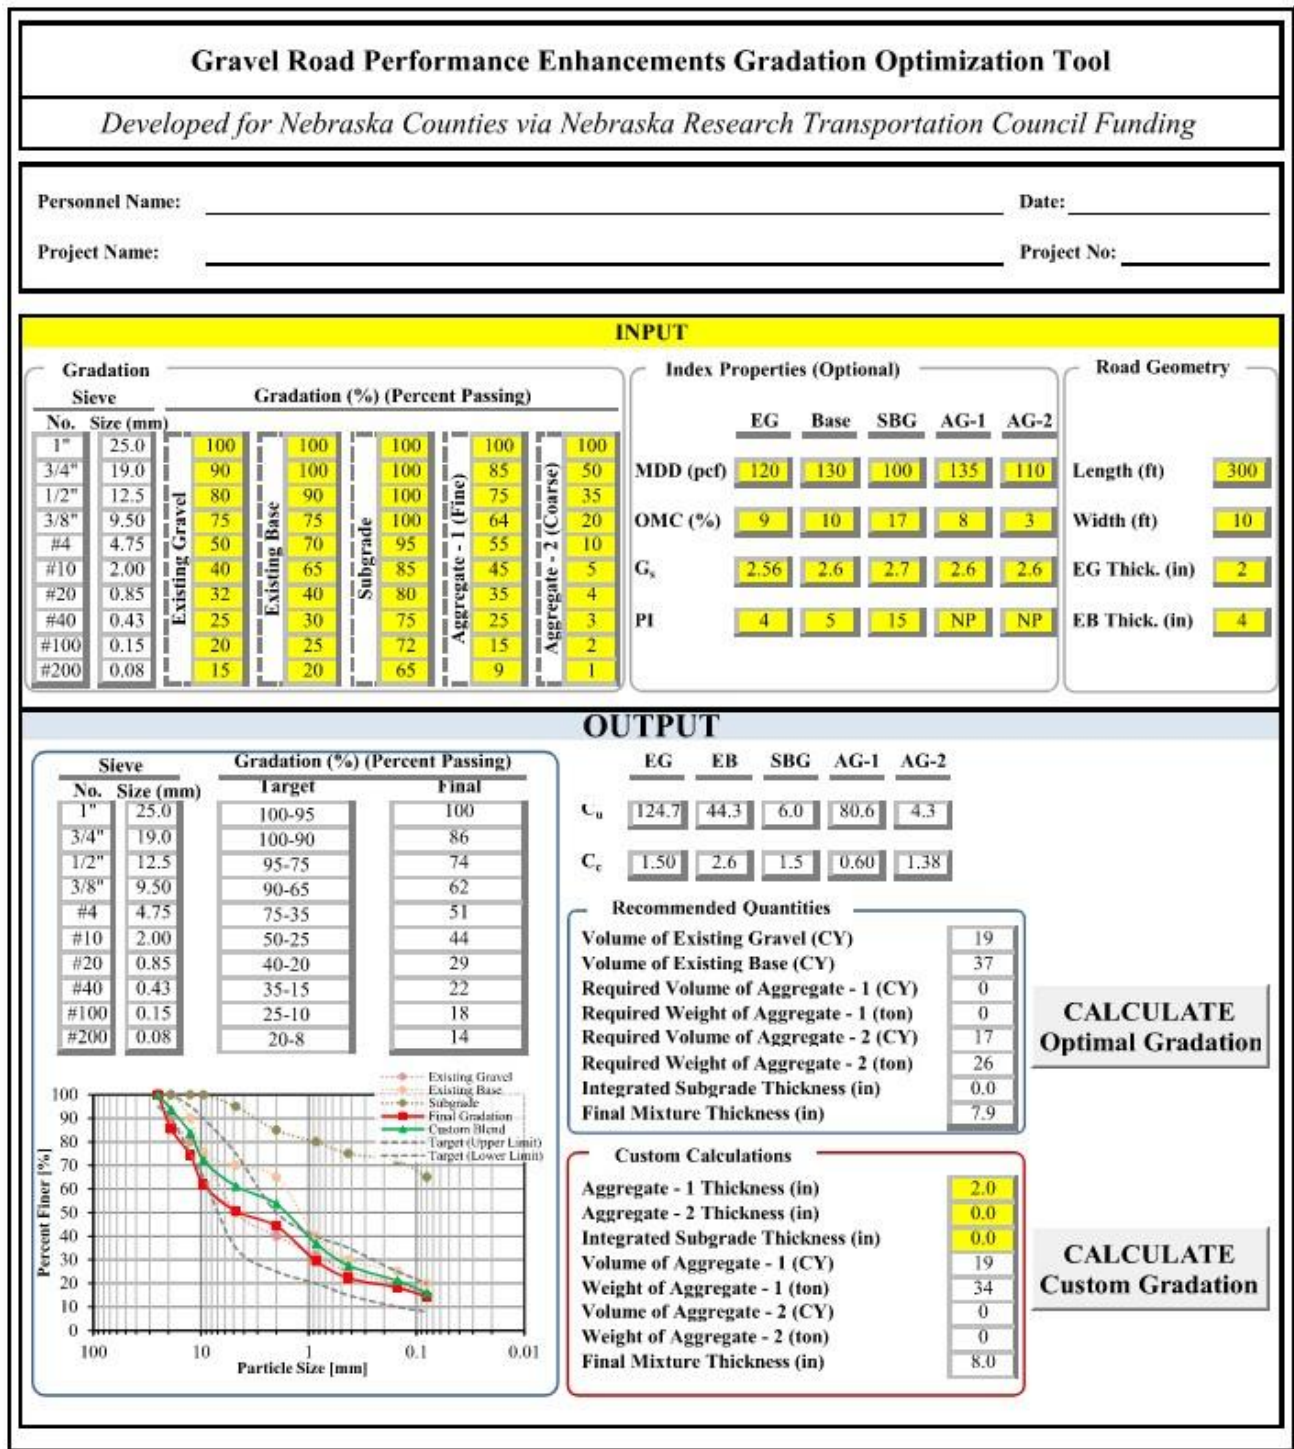 Gravel Road Performance Enhancements Gradation Optimization Tool
Developed for Nebraska Counties via Nebraska Research Transportation Council Funding
Personnel Name: Date:
Project Name: Project No:
INPUT
Gradation
Sieve Gradation (%) (Percent Passing)
No. Size (mm)
Existing Gravel
Existing Base
Subgrade
Aggregate - 1 (Fine)
Aggregate - 2 (Coarse)
1" 25.0 100 100 100 100 100
3/4" 19.0 90 100 100 85 50
1/2" 12.5 80 90 100 75 35
3/8" 9.50 75 75 100 64 20
#4 4.75 50 70 95 55 10
#10 2.00 40 65 85 45 5
#20 0.85 32 40 80 35 4
#40 0.43 25 30 75 25 3
#100 0.15 20 25 72 15 2
#200 0.08 15 20 65 9 1
Index Properties (Optional)
EG Base SBG AG-1 AG-2
MDD (pcf) 120 130 100 135 110
OMC (%) 9 10 17 8 3
Gs 2.56 2.6 2.7 2.6 2.6
PI 4 5 15 NP NP
Road Geometry
Length (ft) 300
Width (ft) 10
EG Thick. (in) 2
EB Thick. (in) 4
OUTPUT
Sieve Gradation (%) (Percent Passing)
No. Size (mm) Target Final
1" 25.0 100-95 100
3/4" 19.0 100-90 86
1/2" 12.5 95-75 74
3/8" 9.50 90-65 62
#4 4.75 75-35 51
#10 2.00 50-25 44
#20 0.85 40-20 29
#40 0.43 35-15 22
#100 0.15 25-10 18
#200 0.08 20-8 14
EG EB SBG AG-1 AG-2
Cu 124.7 44.3 6.0 80.6 4.3
Cc 1.50 2.6 1.5 0.60 1.38
Recommended Quantities
Volume of Existing Gravel (CY) 19
Volume of Existing Base (CY) 37
Required Volume of Aggregate - 1 (CY) 0
Required Weight of Aggregate - 1 (ton) 0
Required Volume of Aggregate - 2 (CY) 17
Required Weight of Aggregate - 2 (ton) 26
Integrated Subgrade Thickness (in) 0.0
Final Mixture Thickness (in) 7.9
CALCULATE
Optimal Gradation
Existing Gravel
Existing Base
Subgrade
Final Gradation
Custom Blend
Target (Upper Limit)
Target (Lower Limit)
Percent Finer [%]
100
90
80
70
60
50
40
30
20
10
0
100 10 1 0.1 0.01
Particle Size [mm]
Custom Calculations
Aggregate - 1 Thickness (in) 2.0
Aggregate - 2 Thickness (in) 0.0
Integrated Subgrade Thickness (in) 0.0
Volume of Aggregate - 1 (CY) 19
Weight of Aggregate - 1 (ton) 34
Volume of Aggregate - 2 (CY) 0
Weight of Aggregate - 2 (ton) 0
Final Mixture Thickness (in) 8.0
CALCULATE
Custom Gradation